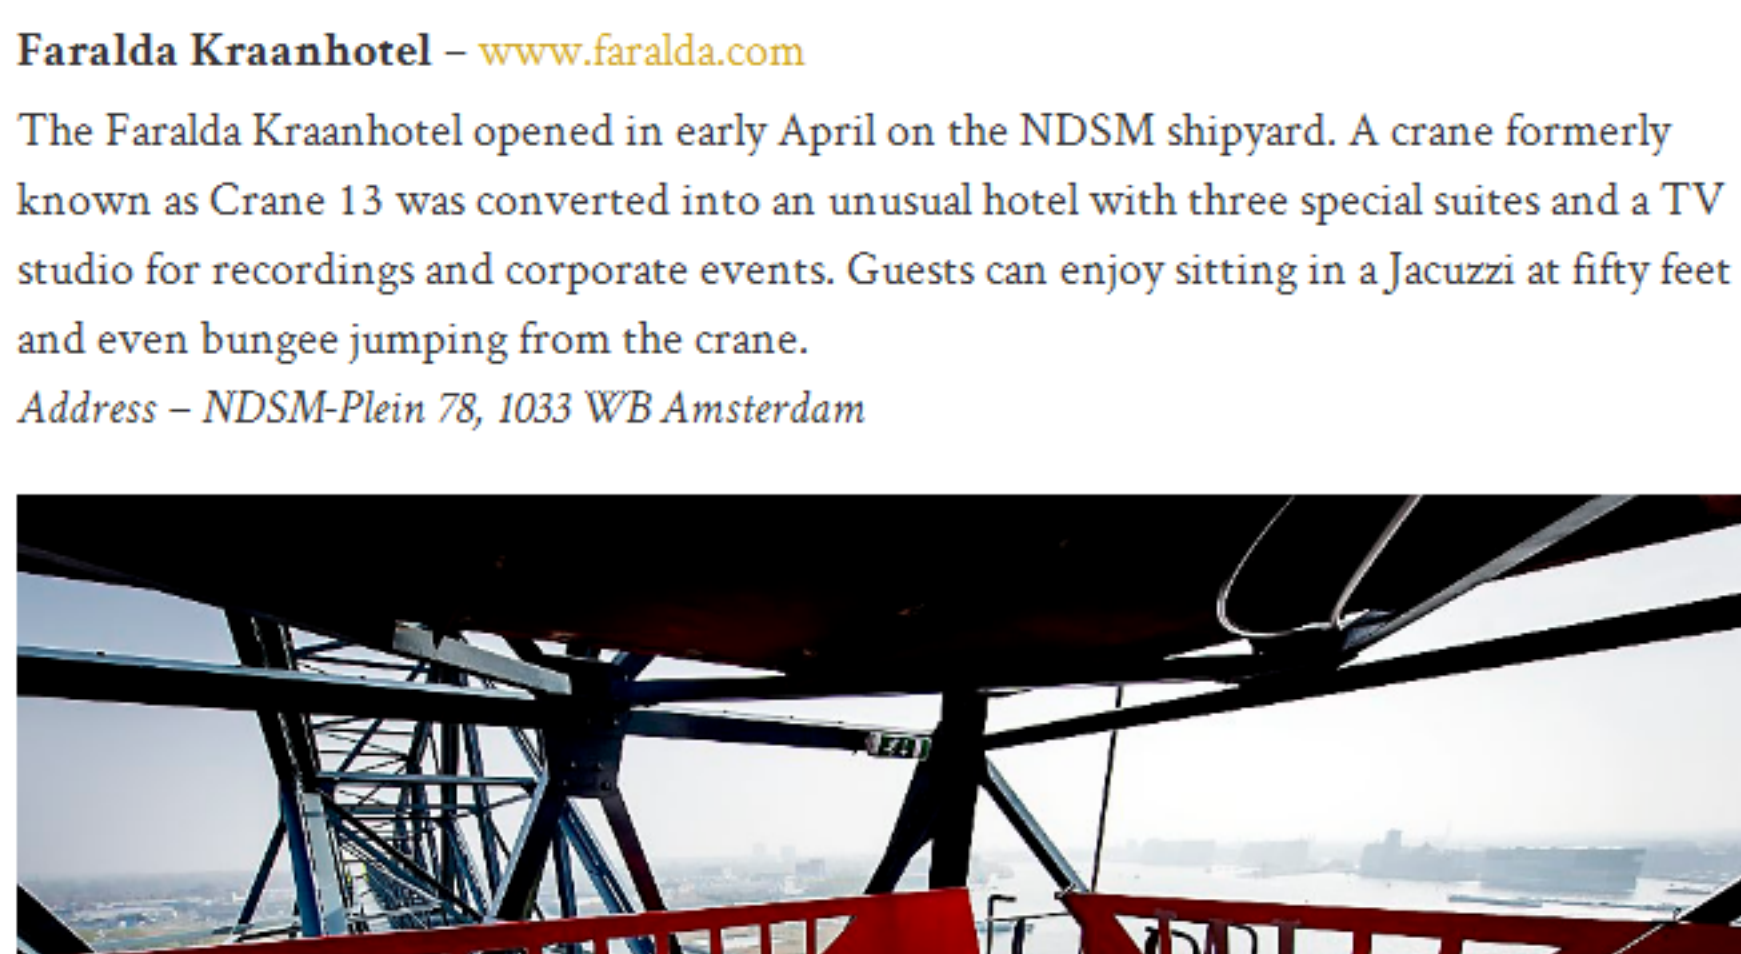 Faralda Kraanhotel – www.faralda.com
The Faralda Kraanhotel opened in early April on the NDSM shipyard. A crane formerly
known as Crane 13 was converted into an unusual hotel with three special suites and a TV
studio for recordings and corporate events. Guests can enjoy sitting in a Jacuzzi at fifty feet
and even bungee jumping from the crane.
Address – NDSM-Plein 78, 1033 WB Amsterdam